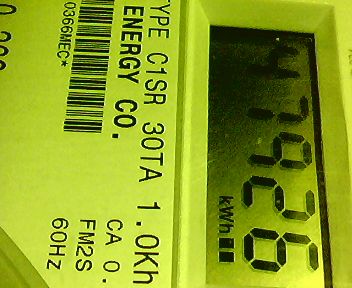 47926
kWh
TYPE C1SR 30TA 1.0Kh
ENERGY CO. CA 0.
FM2S
0366MEC* 60Hz